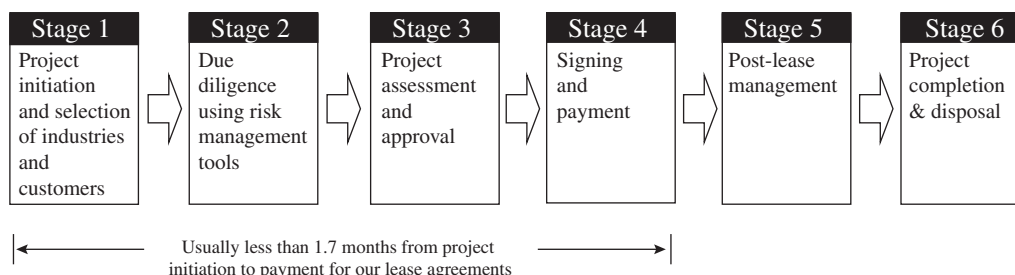 Stage 1
Project
initiation
and selection
of industries
and
customers
Stage 2
Due
diligence
using risk
management
tools
Stage 3
Project
assessment
and
approval
Stage 4
Signing
and
payment
Stage 5
Post-lease
management
Stage 6
Project
completion
& disposal
Usually less than 1.7 months from project
initiation to payment for our lease agreements